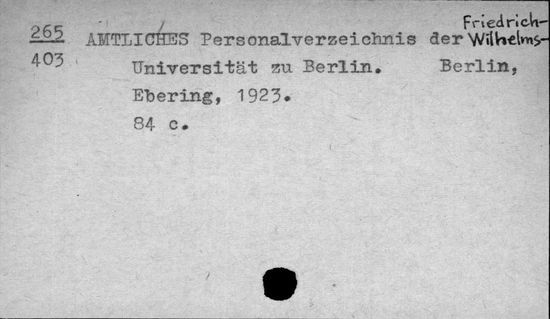 265
403
AMTLICHES Personalverzeichnis der Friedrich-Wilhelms-
Universität zu Berlin. Berlin,
Ebering, 1923.
84 c.